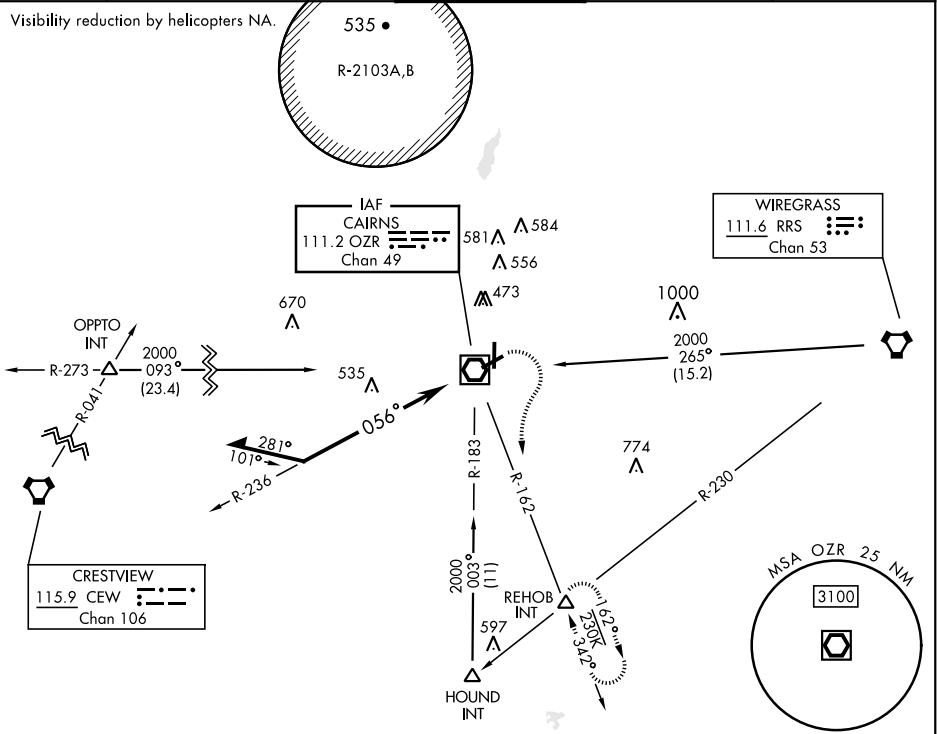 Visibility reduction by helicopters NA.
535
R-2103A,B
IAF
CAIRNS
111.2 OZR
Chan 49
581
584
556
473
WIREGRASS
111.6 RRS
Chan 53
670
1000
OPPTO
INT
R-273
2000
093°
(23.4)
2000
265°
(15.2)
535
R-041
056°
281°
101°
R-236
R-183
R-162
774
R-230
CRESTVIEW
115.9 CEW
Chan 106
2000
003°
(11)
REHOB
INT
162°
230K
342°
597
HOUND
INT
MSA OZR 25 NM
3100